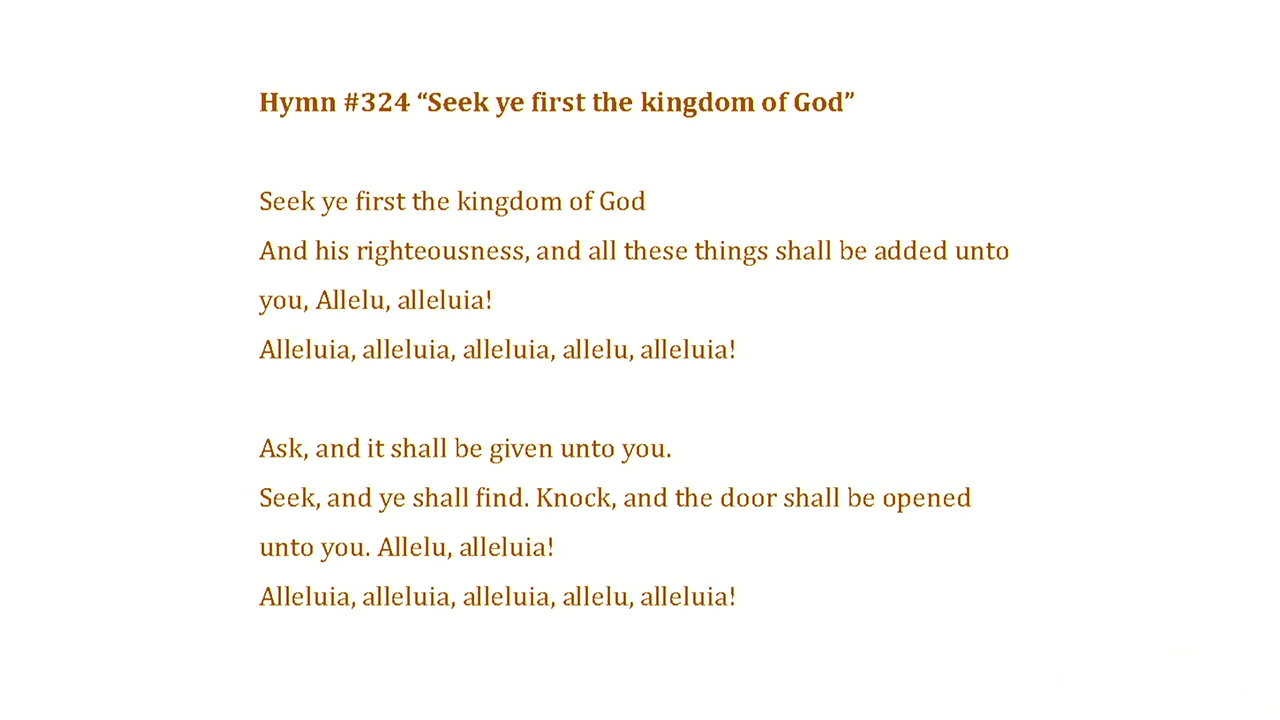 Hymn #324 “Seek ye first the kingdom of God”
Seek ye first the kingdom of God
And his righteousness, and all these things shall be added unto
you, Allelu, alleluia!
Alleluia, alleluia, alleluia, allelu, alleluia!
Ask, and it shall be given unto you.
Seek, and ye shall find. Knock, and the door shall be opened
unto you. Allelu, alleluia!
Alleluia, alleluia, alleluia, allelu, alleluia!